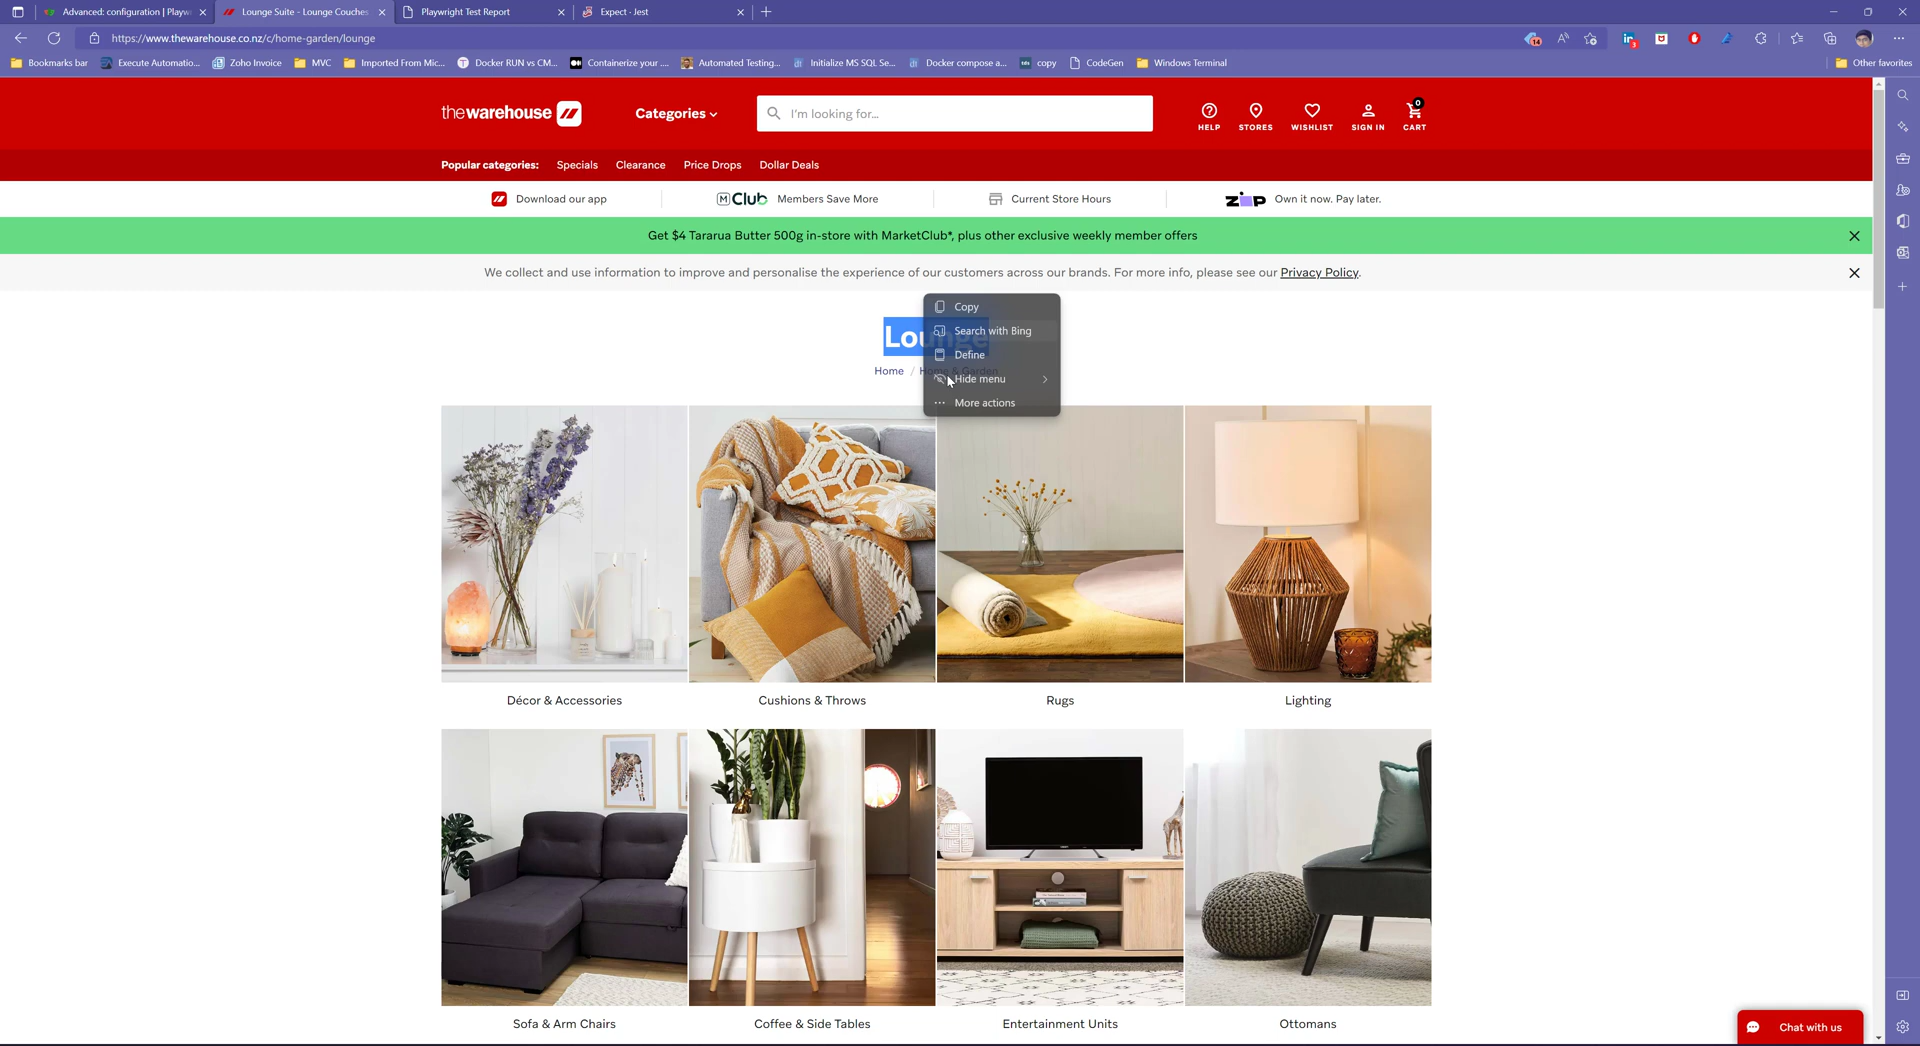 Advanced: configuration | Playw
Lounge Suite - Lounge Couches
Playwright Test Report
Expect · Jest
https://www.thewarehouse.co.nz/c/home-garden/lounge
14
3
Bookmarks bar
Execute Automatio...
Zoho Invoice
MVC
Imported From Mic...
Docker RUN vs CM...
Containerize your ....
Automated Testing...
Initialize MS SQL Se...
Docker compose a...
copy
CodeGen
Windows Terminal
Other favorites
thewarehouse
Categories
I'm looking for...
HELP
STORES
WISHLIST
SIGN IN
0
CART
Popular categories:
Specials
Clearance
Price Drops
Dollar Deals
Download our app
M Club Members Save More
Current Store Hours
ZIP Own it now. Pay later.
Get $4 Tararua Butter 500g in-store with MarketClub*, plus other exclusive weekly member offers
We collect and use information to improve and personalise the experience of our customers across our brands. For more info, please see our Privacy Policy.
Lounge
Home / Home & Garden
Copy
Search with Bing
Define
Hide menu
More actions
Décor & Accessories
Cushions & Throws
Rugs
Lighting
Sofa & Arm Chairs
Coffee & Side Tables
Entertainment Units
Ottomans
Chat with us